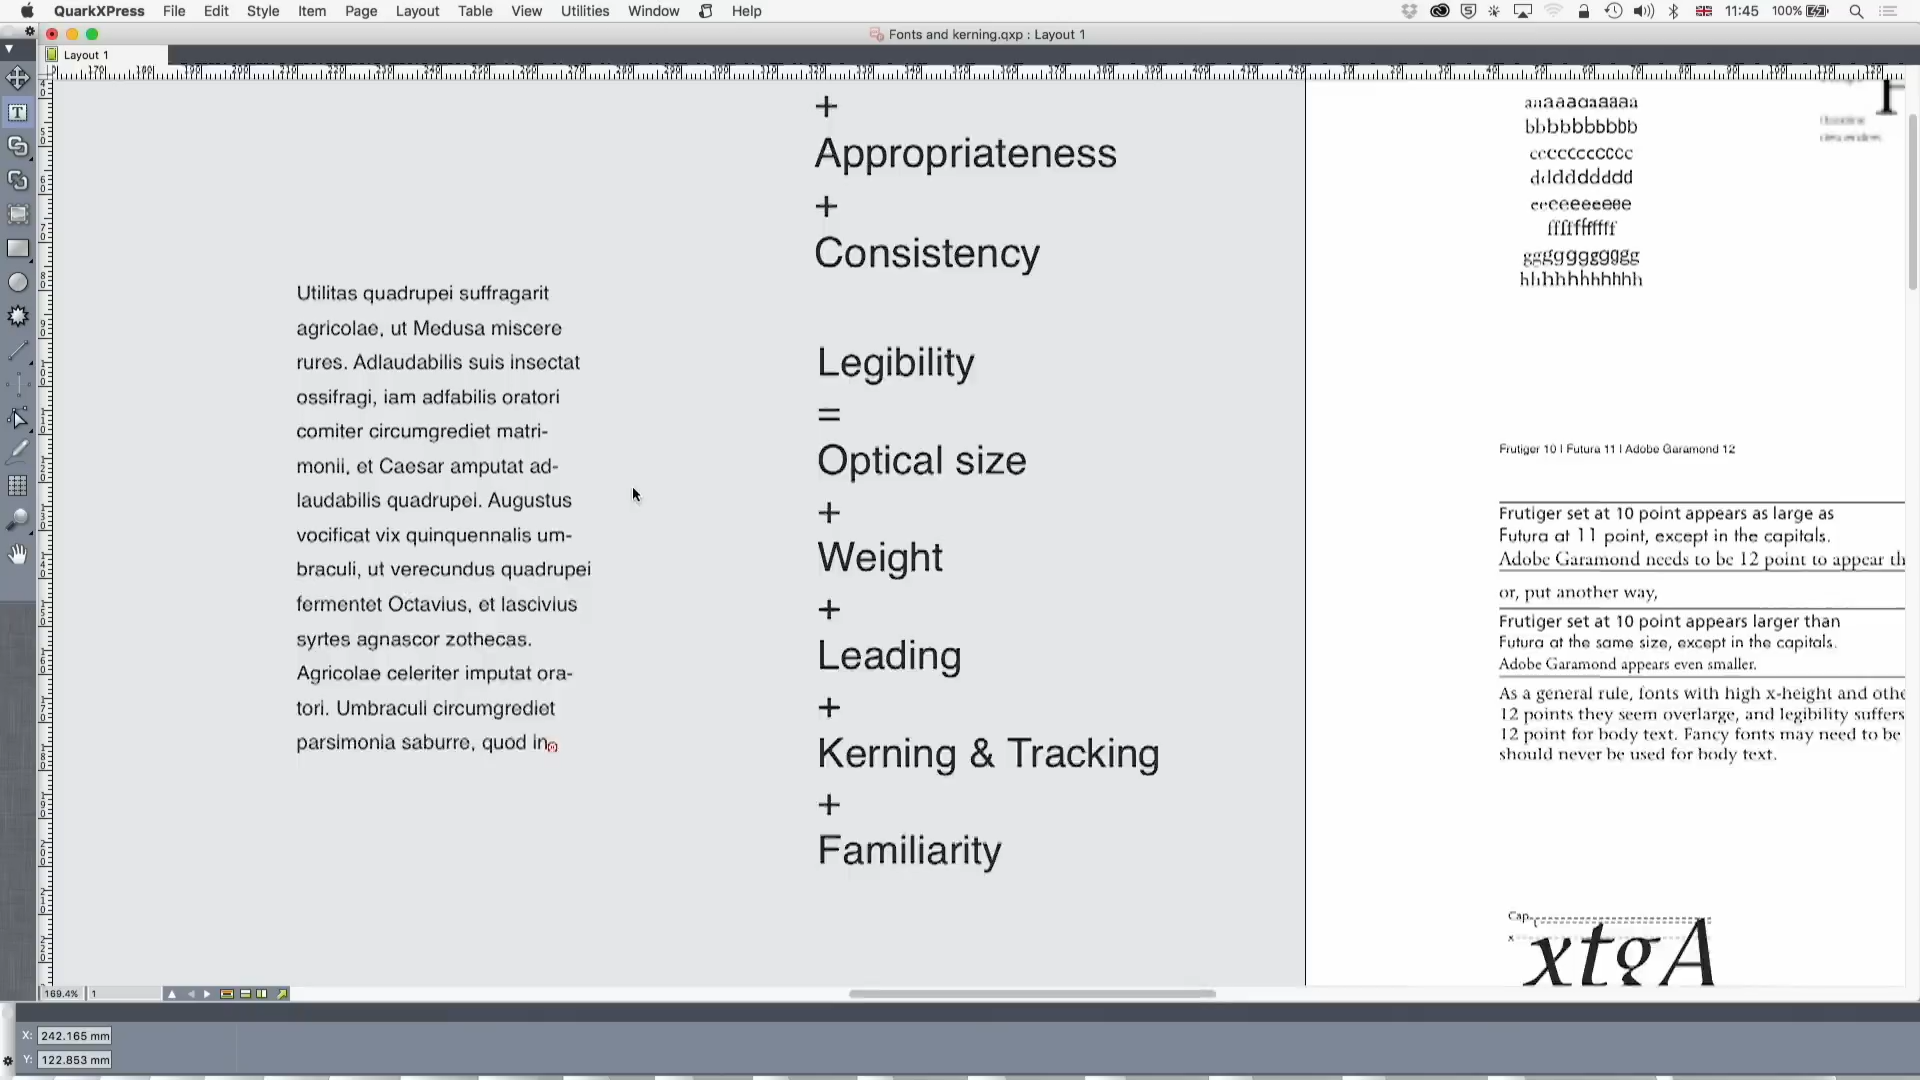 QuarkXPress File Edit Style Item Page Layout Table View Utilities Window Help 11:45 100%
Fonts and kerning.qxp : Layout 1
Layout 1
+
Appropriateness
+
Consistency
Utilitas quadrupei suffragarit
agricolae, ut Medusa miscere
rures. Adlaudabilis suis insectat
ossifragi, iam adfabilis oratori
comiter circumgrediet matri-
monii, et Caesar amputat ad-
laudabilis quadrupei. Augustus
vocificat vix quinquennalis um-
braculi, ut verecundus quadrupei
fermentet Octavius, et lascivius
syrtes agnascor zothecas.
Agricolae celeriter imputat ora-
tori. Umbraculi circumgrediet
parsimonia saburre, quod in
Legibility
=
Optical size
+
Weight
+
Leading
+
Kerning & Tracking
+
Familiarity
aaaaaaaaaa
bbbbbbbbbb
cccccccccc
dddddddddd
eeeeeeeeee
ffffffffff
gggggggggg
hhhhhhhhhh
Frutiger 10 | Futura 11 | Adobe Garamond 12
Frutiger set at 10 point appears as large as
Futura at 11 point, except in the capitals.
Adobe Garamond needs to be 12 point to appear th
or, put another way,
Frutiger set at 10 point appears larger than
Futura at the same size, except in the capitals.
Adobe Garamond appears even smaller.
As a general rule, fonts with high x-height and othe
12 points they seem overlarge, and legibility suffers
12 point for body text. Fancy fonts may need to be
should never be used for body text.
Cap
x
xtgA
169.4% 1
X: 242.165 mm
Y: 122.853 mm